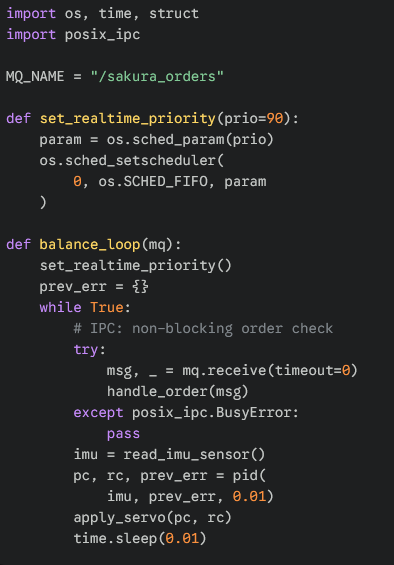 import os, time, struct
import posix_ipc

MQ_NAME = "/sakura_orders"

def set_realtime_priority(prio=90):
    param = os.sched_param(prio)
    os.sched_setscheduler(
        0, os.SCHED_FIFO, param
    )

def balance_loop(mq):
    set_realtime_priority()
    prev_err = {}
    while True:
        # IPC: non-blocking order check
        try:
            msg, _ = mq.receive(timeout=0)
            handle_order(msg)
        except posix_ipc.BusyError:
            pass
        imu = read_imu_sensor()
        pc, rc, prev_err = pid(
            imu, prev_err, 0.01)
        apply_servo(pc, rc)
        time.sleep(0.01)